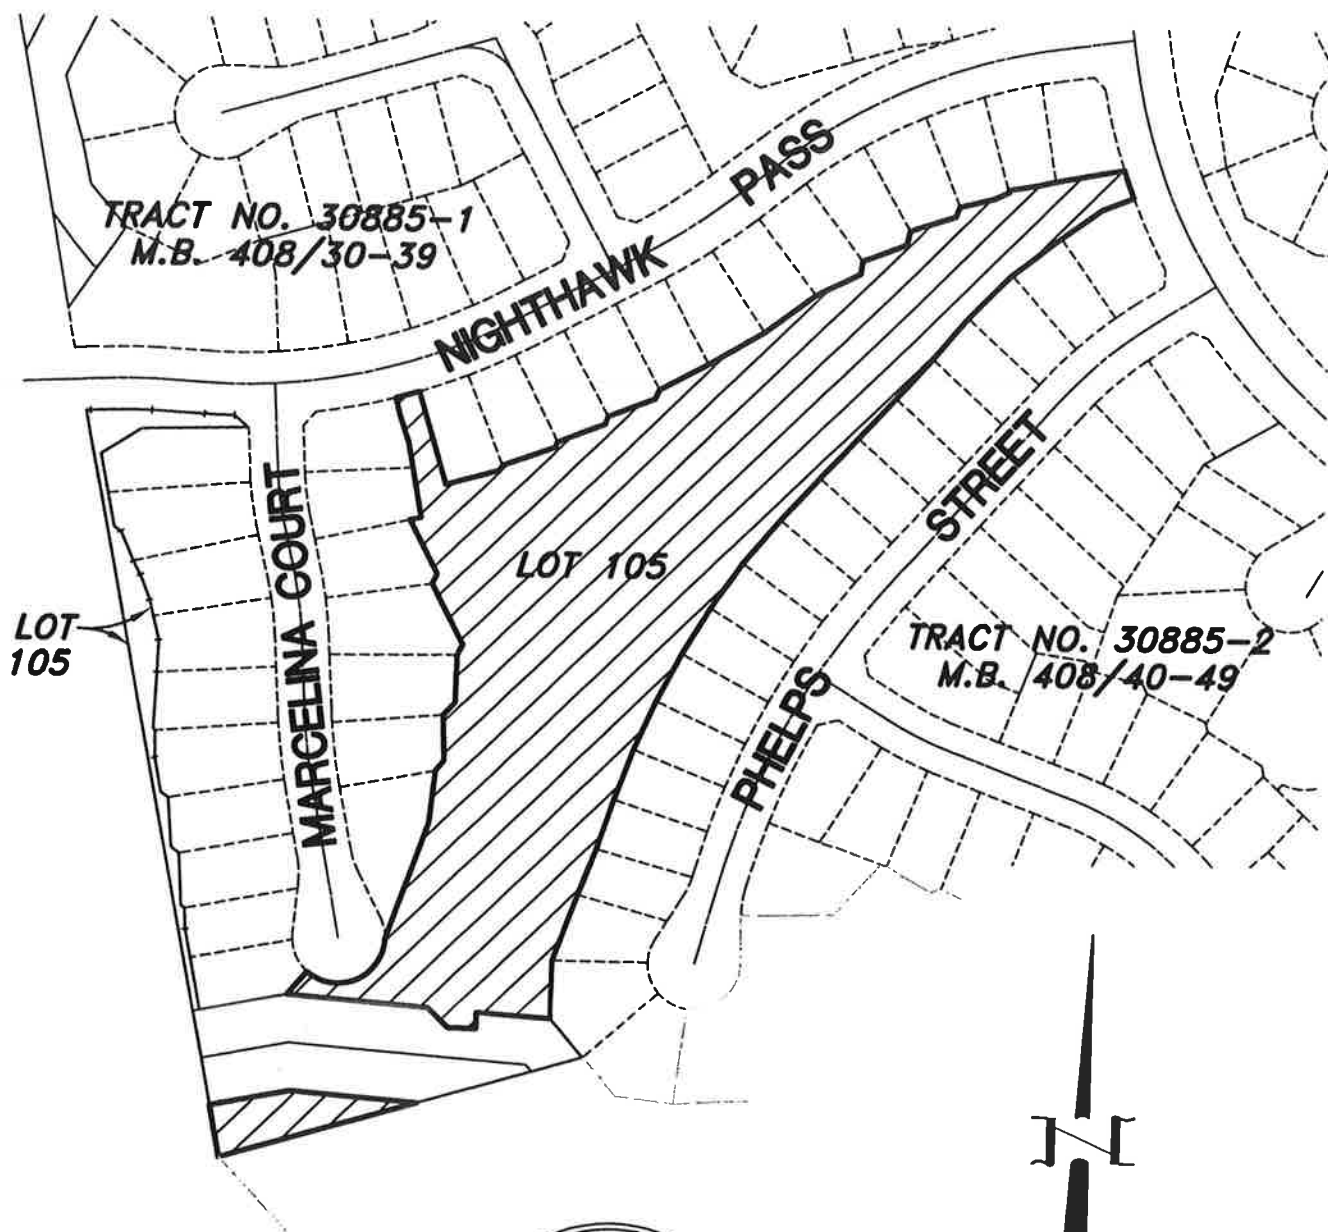 PASS
TRACT NO. 30885-1
M.B. 408/30-39
NIGHTHAWK
STREET
MARCELINA COURT
LOT 105
LOT
105
TRACT NO. 30885-2
M.B. 408/40-49
PHELPS
N